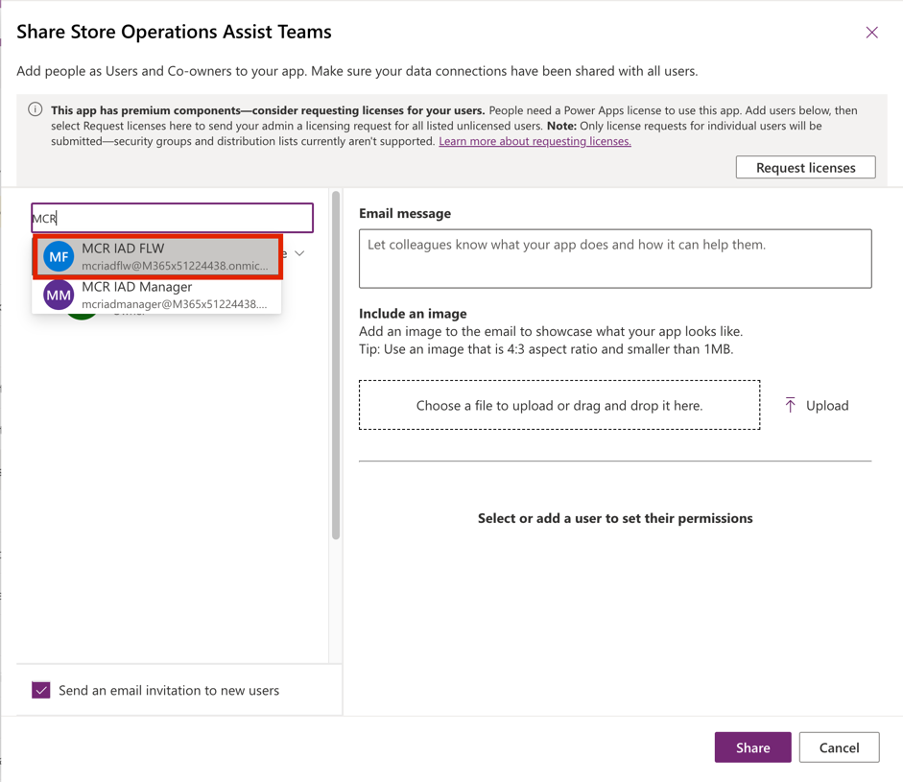 Share Store Operations Assist Teams
Add people as Users and Co-owners to your app. Make sure your data connections have been shared with all users.
This app has premium components—consider requesting licenses for your users. People need a Power Apps license to use this app. Add users below, then
select Request licenses here to send your admin a licensing request for all listed unlicensed users. Note: Only license requests for individual users will be
submitted—security groups and distribution lists currently aren't supported. Learn more about requesting licenses.
Request licenses
MCR
MF
MCR IAD FLW
mcriadflw@M365x51224438.onmic...
MM
MCR IAD Manager
mcriadmanager@M365x51224438....
Email message
Let colleagues know what your app does and how it can help them.
Include an image
Add an image to the email to showcase what your app looks like.
Tip: Use an image that is 4:3 aspect ratio and smaller than 1MB.
Choose a file to upload or drag and drop it here.
Upload
Select or add a user to set their permissions
Send an email invitation to new users
Share
Cancel